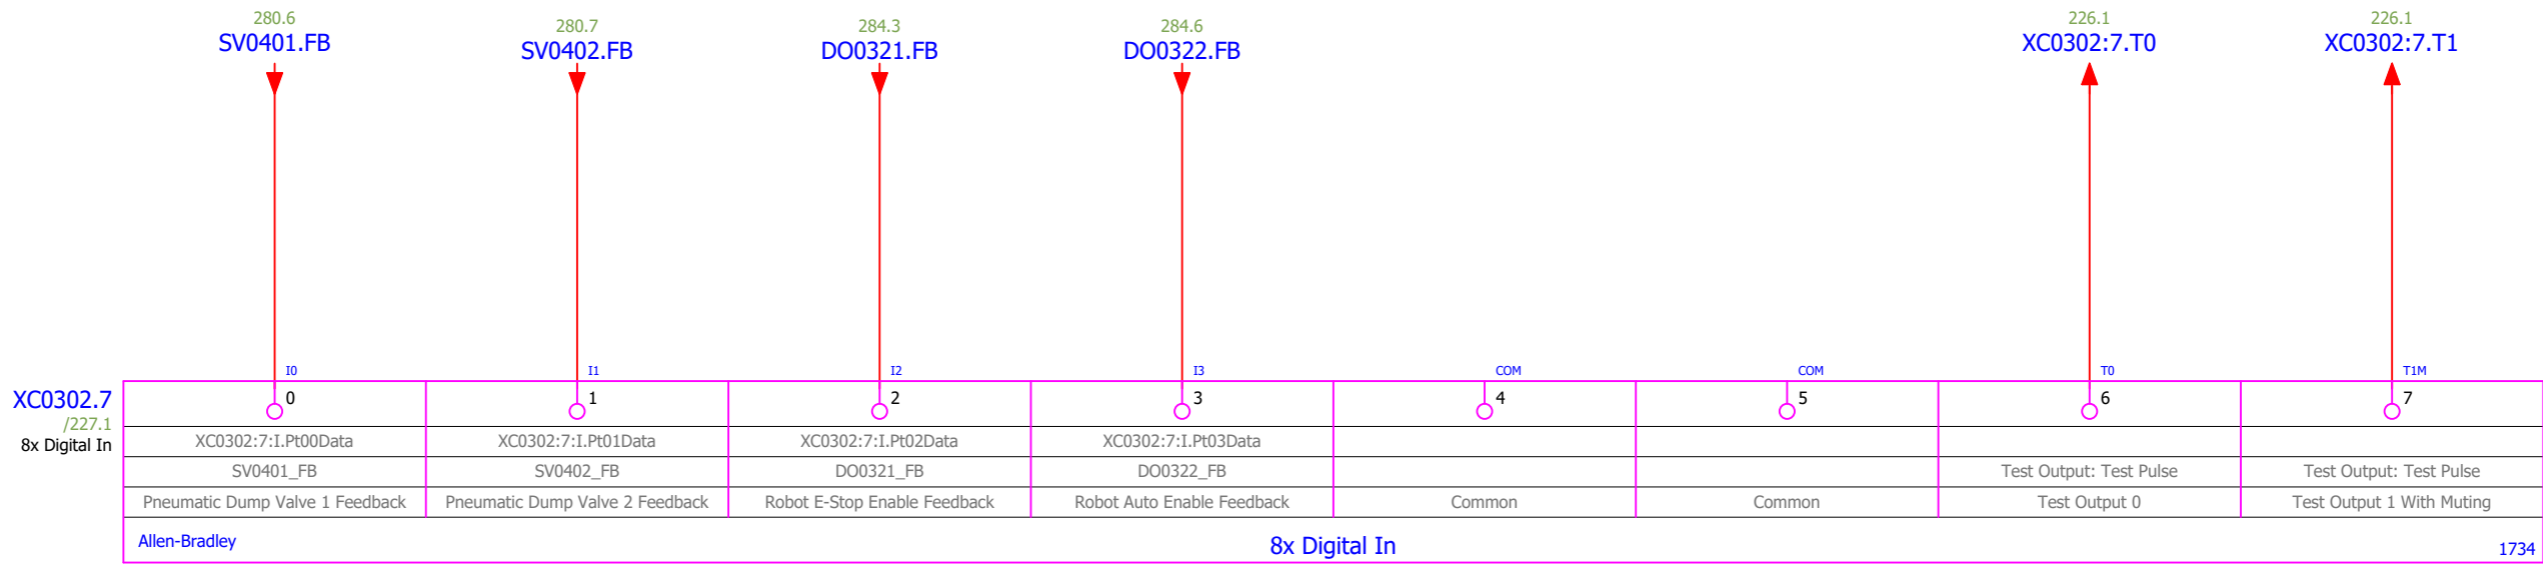 280.6
SV0401.FB
280.7
SV0402.FB
284.3
DO0321.FB
284.6
DO0322.FB
226.1
XC0302:7.T0
226.1
XC0302:7.T1
I0 I1 I2 I3 COM COM T0 T1M
XC0302.7
/227.1
8x Digital In
0 1 2 3 4 5 6 7
XC0302:7:I.Pt00Data XC0302:7:I.Pt01Data XC0302:7:I.Pt02Data XC0302:7:I.Pt03Data
SV0401_FB SV0402_FB DO0321_FB DO0322_FB Test Output: Test Pulse Test Output: Test Pulse
Pneumatic Dump Valve 1 Feedback Pneumatic Dump Valve 2 Feedback Robot E-Stop Enable Feedback Robot Auto Enable Feedback Common Common Test Output 0 Test Output 1 With Muting
Allen-Bradley 8x Digital In 1734